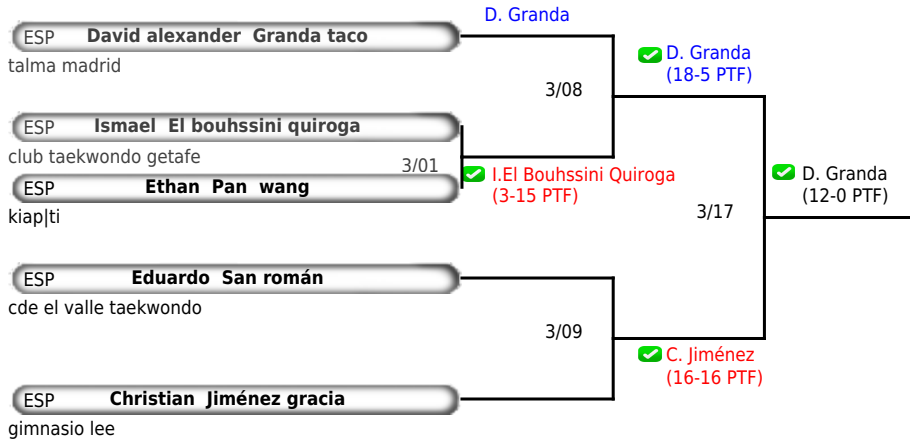 D. Granda
ESP David alexander Granda taco
talma madrid
D. Granda
(18-5 PTF)
3/08
ESP Ismael El bouhssini quiroga
club taekwondo getafe
3/01
I.El Bouhssini Quiroga
(3-15 PTF)
ESP Ethan Pan wang
kiap|ti
D. Granda
(12-0 PTF)
3/17
ESP Eduardo San román
cde el valle taekwondo
3/09
C. Jiménez
(16-16 PTF)
ESP Christian Jiménez gracia
gimnasio lee